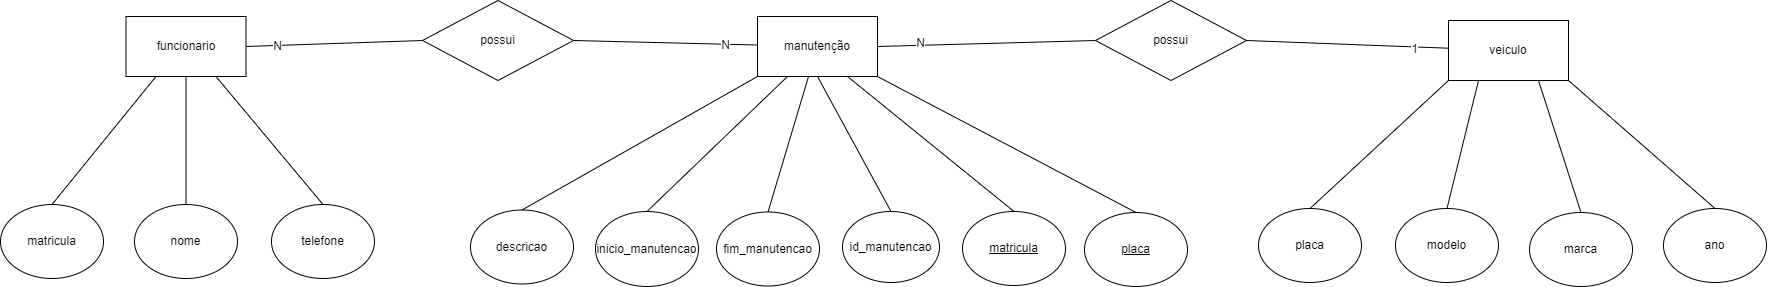 funcionario
N
possui
N
manutenção
N
possui
1
veiculo
matricula
nome
telefone
descricao
inicio_manutencao
fim_manutencao
id_manutencao
matricula
placa
placa
modelo
marca
ano